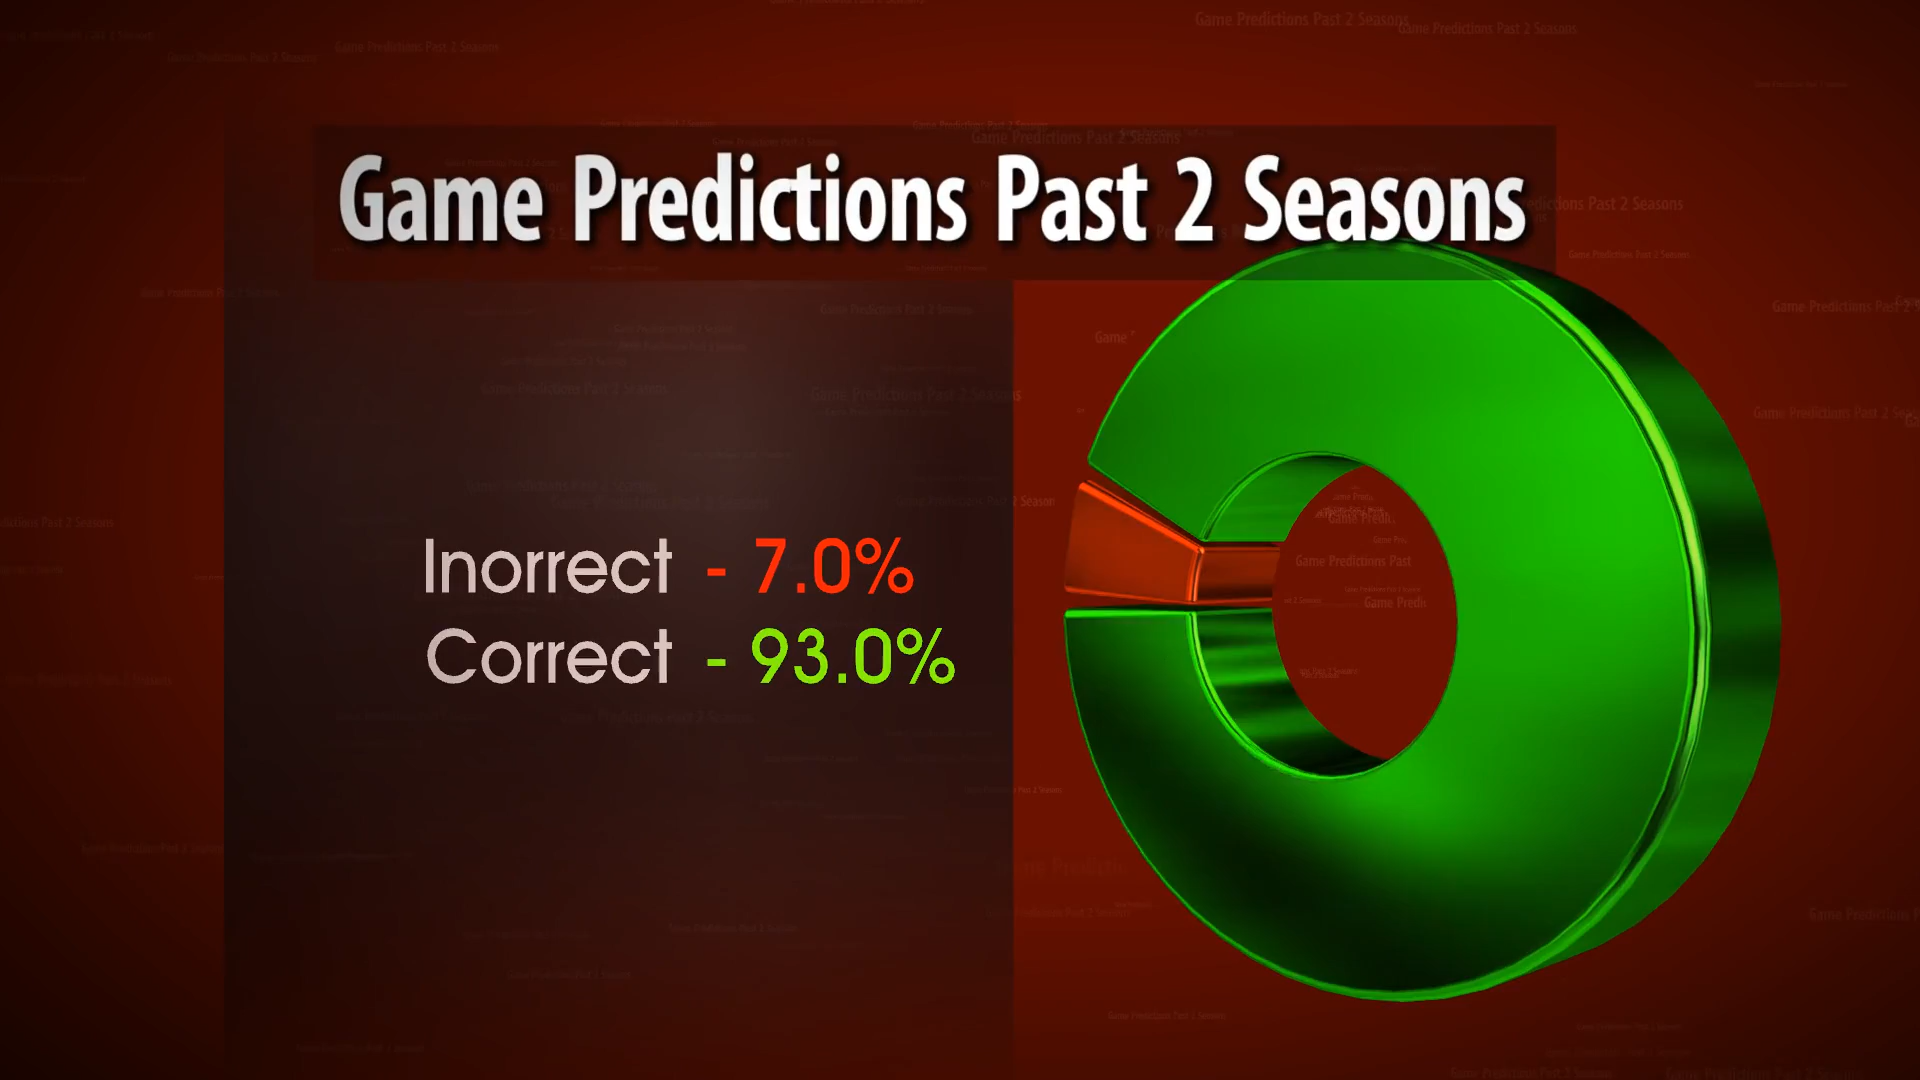 Game Predictions Past 2 Seasons
Inorrect - 7.0%
Correct - 93.0%